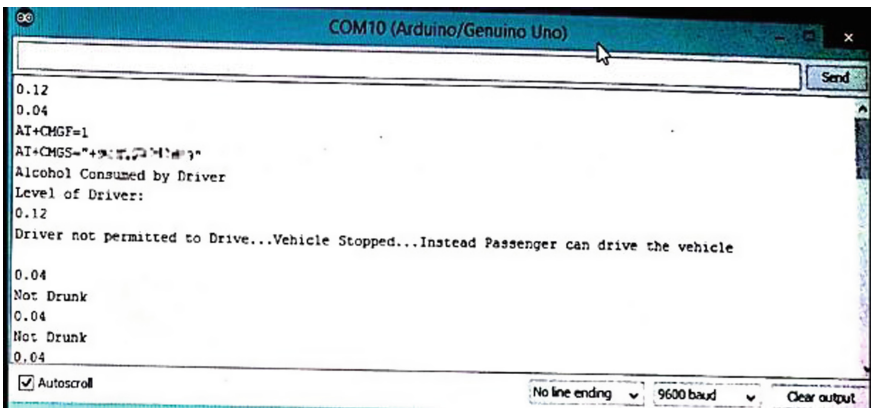 COM10 (Arduino/Genuino Uno)
Send
0.12
0.04
AT+CMGF=1
AT+CMGS="+
Alcohol Consumed by Driver
Level of Driver:
0.12
Driver not permitted to Drive...Vehicle Stopped...Instead Passenger can drive the vehicle
0.04
Not Drunk
0.04
Not Drunk
0.04
Autoscroll
No line ending
9600 baud
Clear output